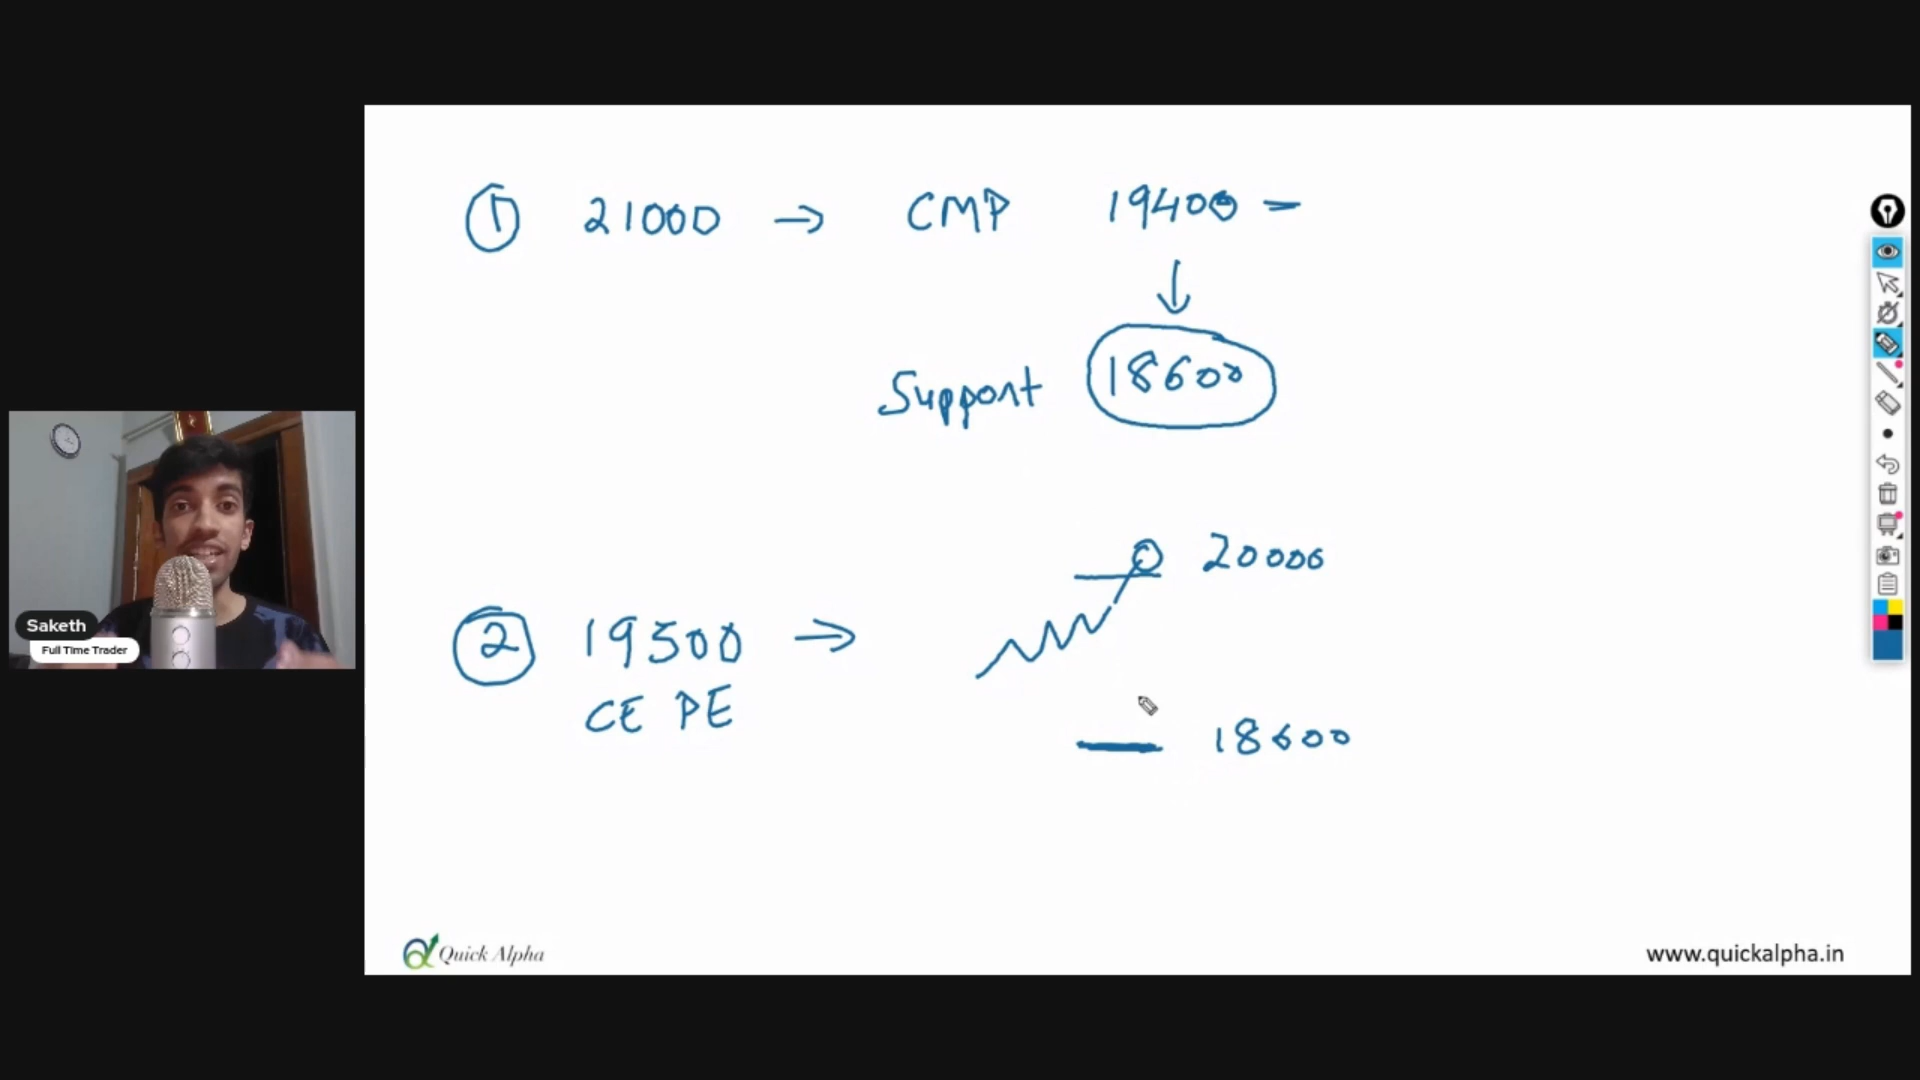 ① 21000 → CMP 19400 –
↓
Support 18600
20000
② 19500 →
CE PE
18600
Saketh
Full Time Trader
Quick Alpha
www.quickalpha.in